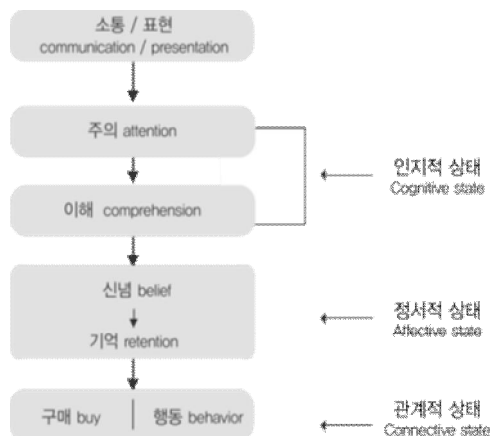 소통 / 표현
communication / presentation
주의 attention
인지적 상태
Cognitive state
이해 comprehension
신념 belief
정서적 상태
Affective state
기억 retention
구매 buy
행동 behavior
관계적 상태
Connective state